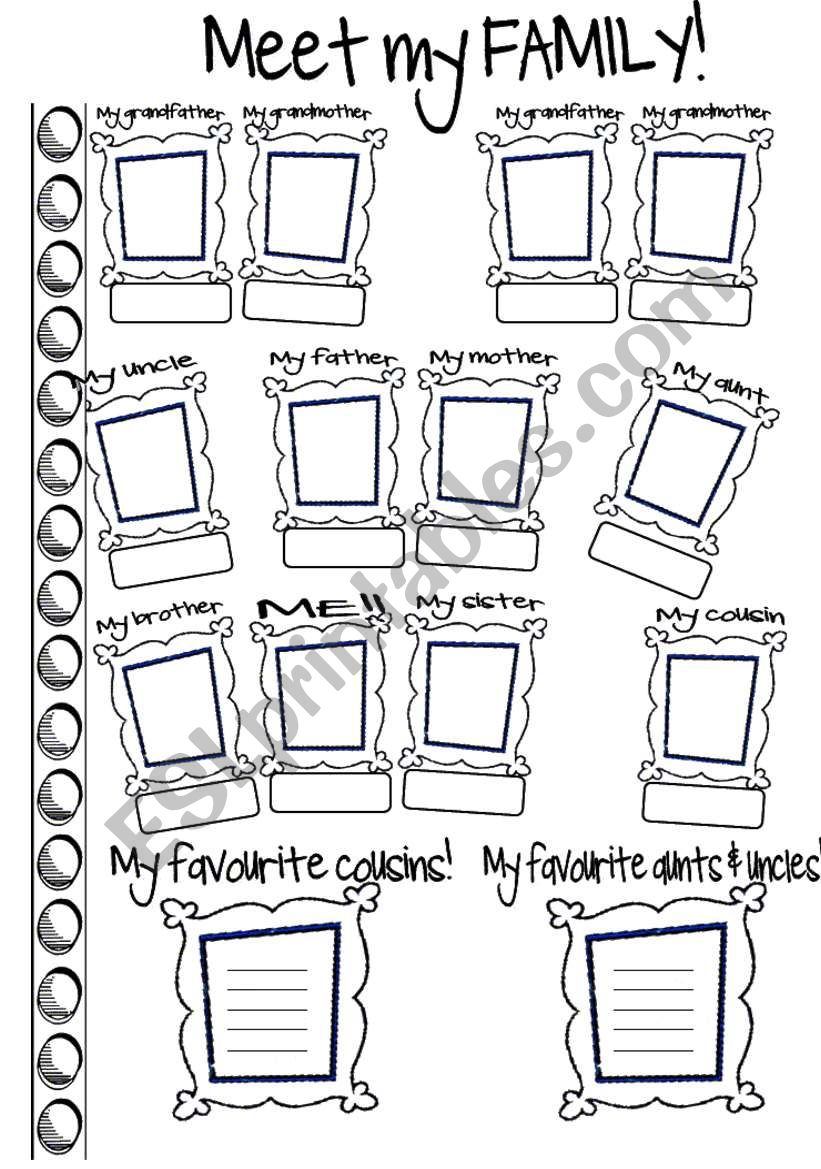 Meet my FAMILY!
My grandfather My grandmother My grandfather My grandmother
My uncle My father My mother My aunt
My brother ME!! My sister My cousin
My favourite cousins! My favourite aunts & uncles!
ESLprintables.com